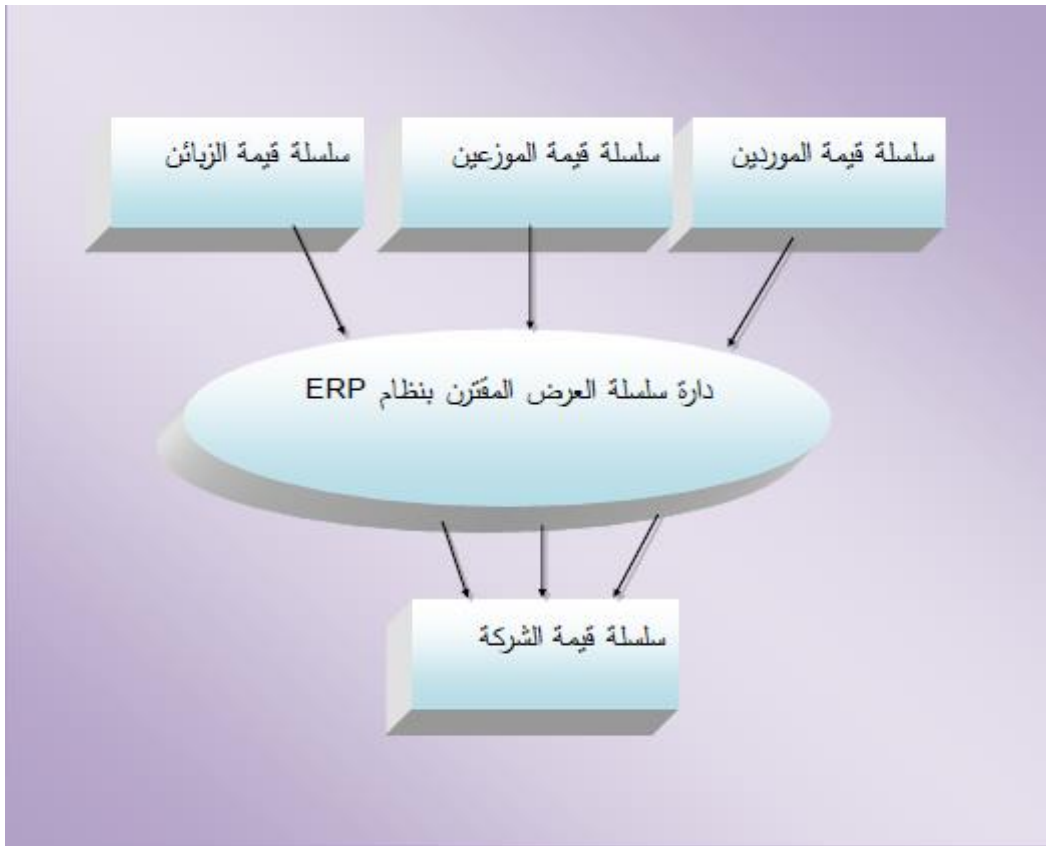 سلسلة قيمة الموردين
سلسلة قيمة الموزعين
سلسلة قيمة الزبائن
دارة سلسلة العرض المقترن بنظام ERP
سلسلة قيمة الشركة